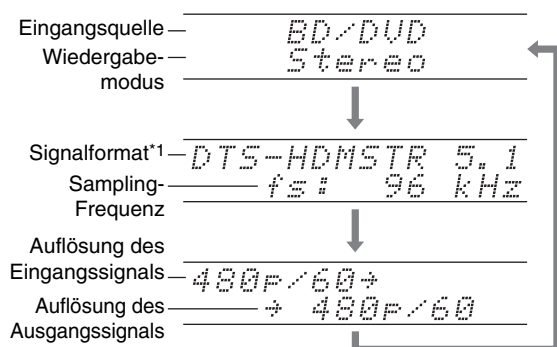 Eingangsquelle
BD/DVD
Wiedergabe-
modus
Stereo
Signalformat*1
DTS-HDMSTR 5.1
Sampling-
Frequenz
fs: 96 kHz
Auflösung des
Eingangssignals
480p/60→
Auflösung des
Ausgangssignals
→ 480p/60